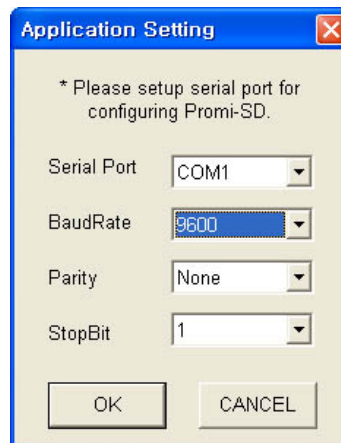 Application Setting
* Please setup serial port for
configuring Promi-SD.
Serial Port COM1
BaudRate 9600
Parity None
StopBit 1
OK CANCEL